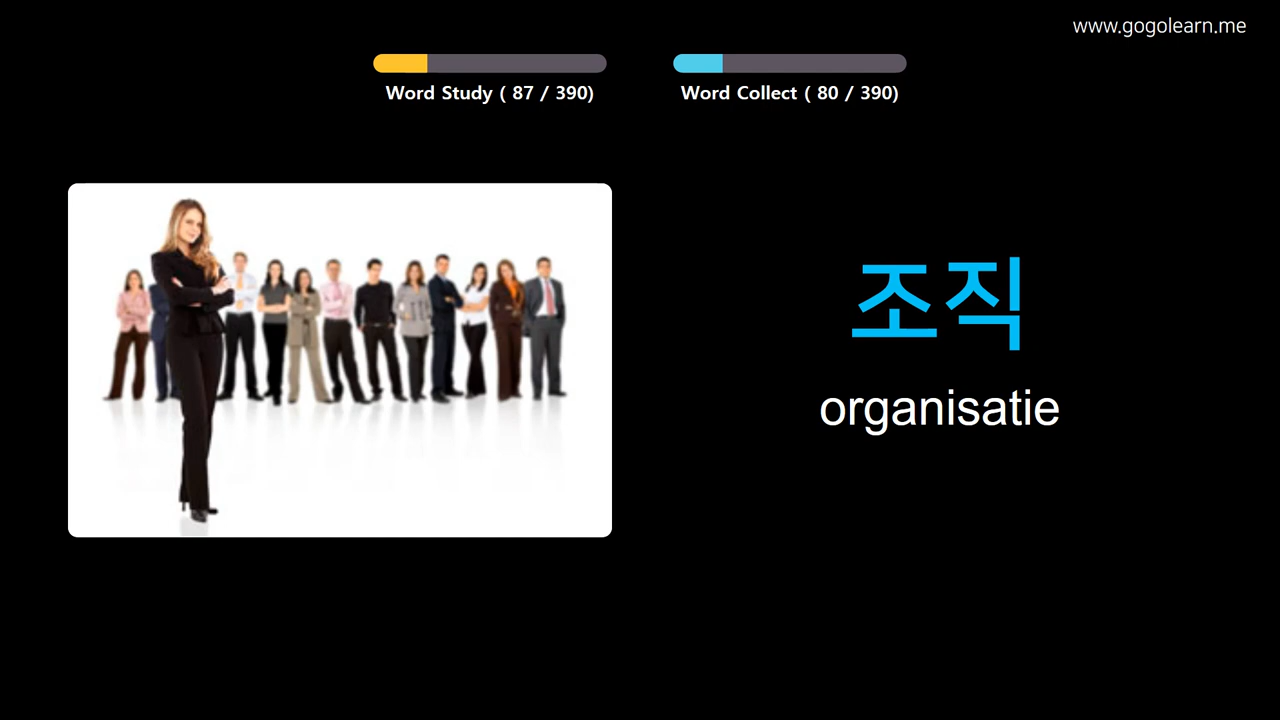 www.gogolearn.me
Word Study ( 87 / 390)
Word Collect ( 80 / 390)
조직
organisatie